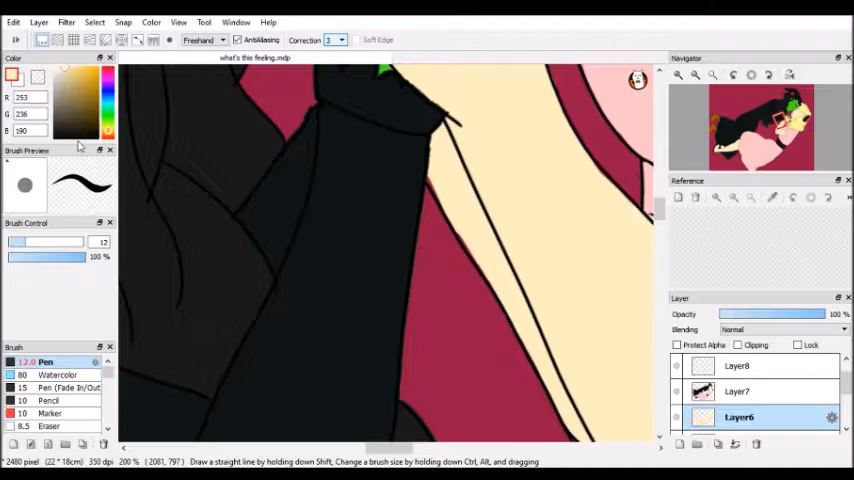 Edit Layer Filter Select Snap Color View Tool Window Help
Freehand AntiAliasing Correction 3 Soft Edge
Color
what's this feeling.mdp
Navigator
R 253
G 236
B 190
Brush Preview
Reference
Brush Control
12
100 %
Layer
Opacity 100 %
Blending Normal
Protect Alpha Clipping Lock
Brush
12.0 Pen
80 Watercolor
15 Pen (Fade In/Out
10 Pencil
10 Marker
8.5 Eraser
Layer8
Layer7
Layer6
* 2480 pixel (22 * 18cm) 350 dpi 200 % (2081, 797) Draw a straight line by holding down Shift, Change a brush size by holding down Ctrl, Alt, and dragging